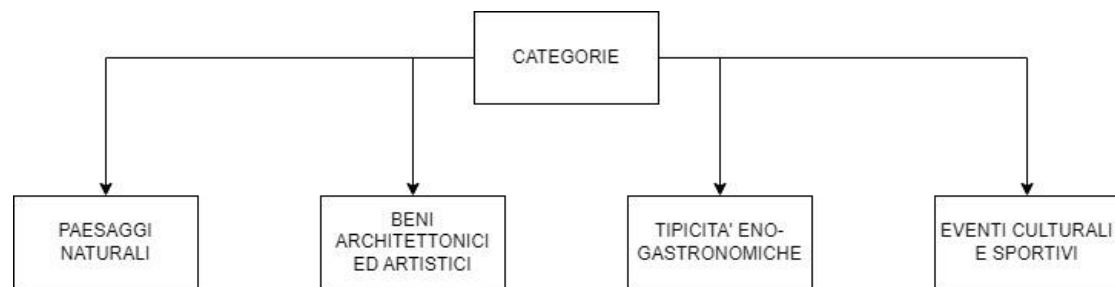 CATEGORIE
PAESAGGI
NATURALI
BENI
ARCHITETTONICI
ED ARTISTICI
TIPICITA' ENO-
GASTRONOMICHE
EVENTI CULTURALI
E SPORTIVI